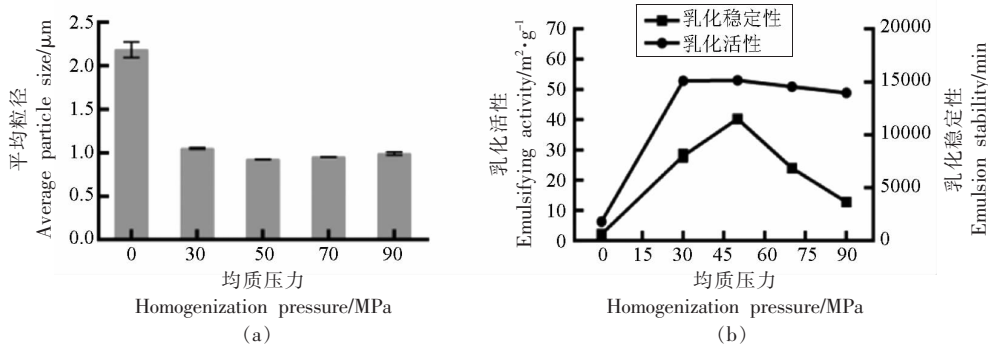 平均粒径
Average particle size/μm
2.5
2.0
1.5
1.0
0.5
0.0
0 30 50 70 90
均质压力
Homogenization pressure/MPa
(a)
乳化稳定性
乳化活性
乳化活性
Emulsifying activity/m²·g⁻¹
70
60
50
40
30
20
10
0
0 15 30 45 60 75 90
20000
15000
10000
5000
0
乳化稳定性
Emulsion stability/min
均质压力
Homogenization pressure/MPa
(b)